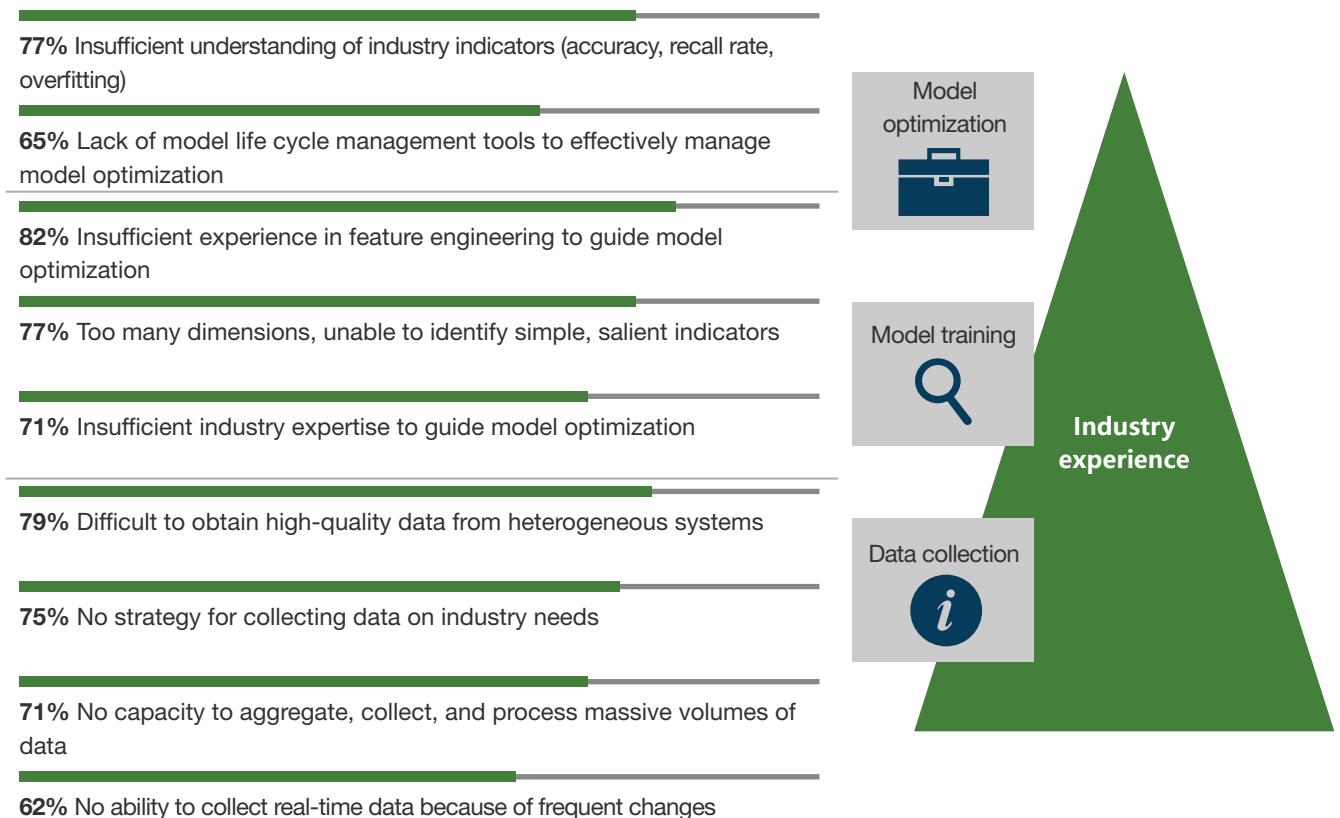 77% Insufficient understanding of industry indicators (accuracy, recall rate,
overfitting)
65% Lack of model life cycle management tools to effectively manage
model optimization
82% Insufficient experience in feature engineering to guide model
optimization
77% Too many dimensions, unable to identify simple, salient indicators
71% Insufficient industry expertise to guide model optimization
79% Difficult to obtain high-quality data from heterogeneous systems
75% No strategy for collecting data on industry needs
71% No capacity to aggregate, collect, and process massive volumes of
data
62% No ability to collect real-time data because of frequent changes
Model
optimization
Model training
Data collection
i
Industry
experience